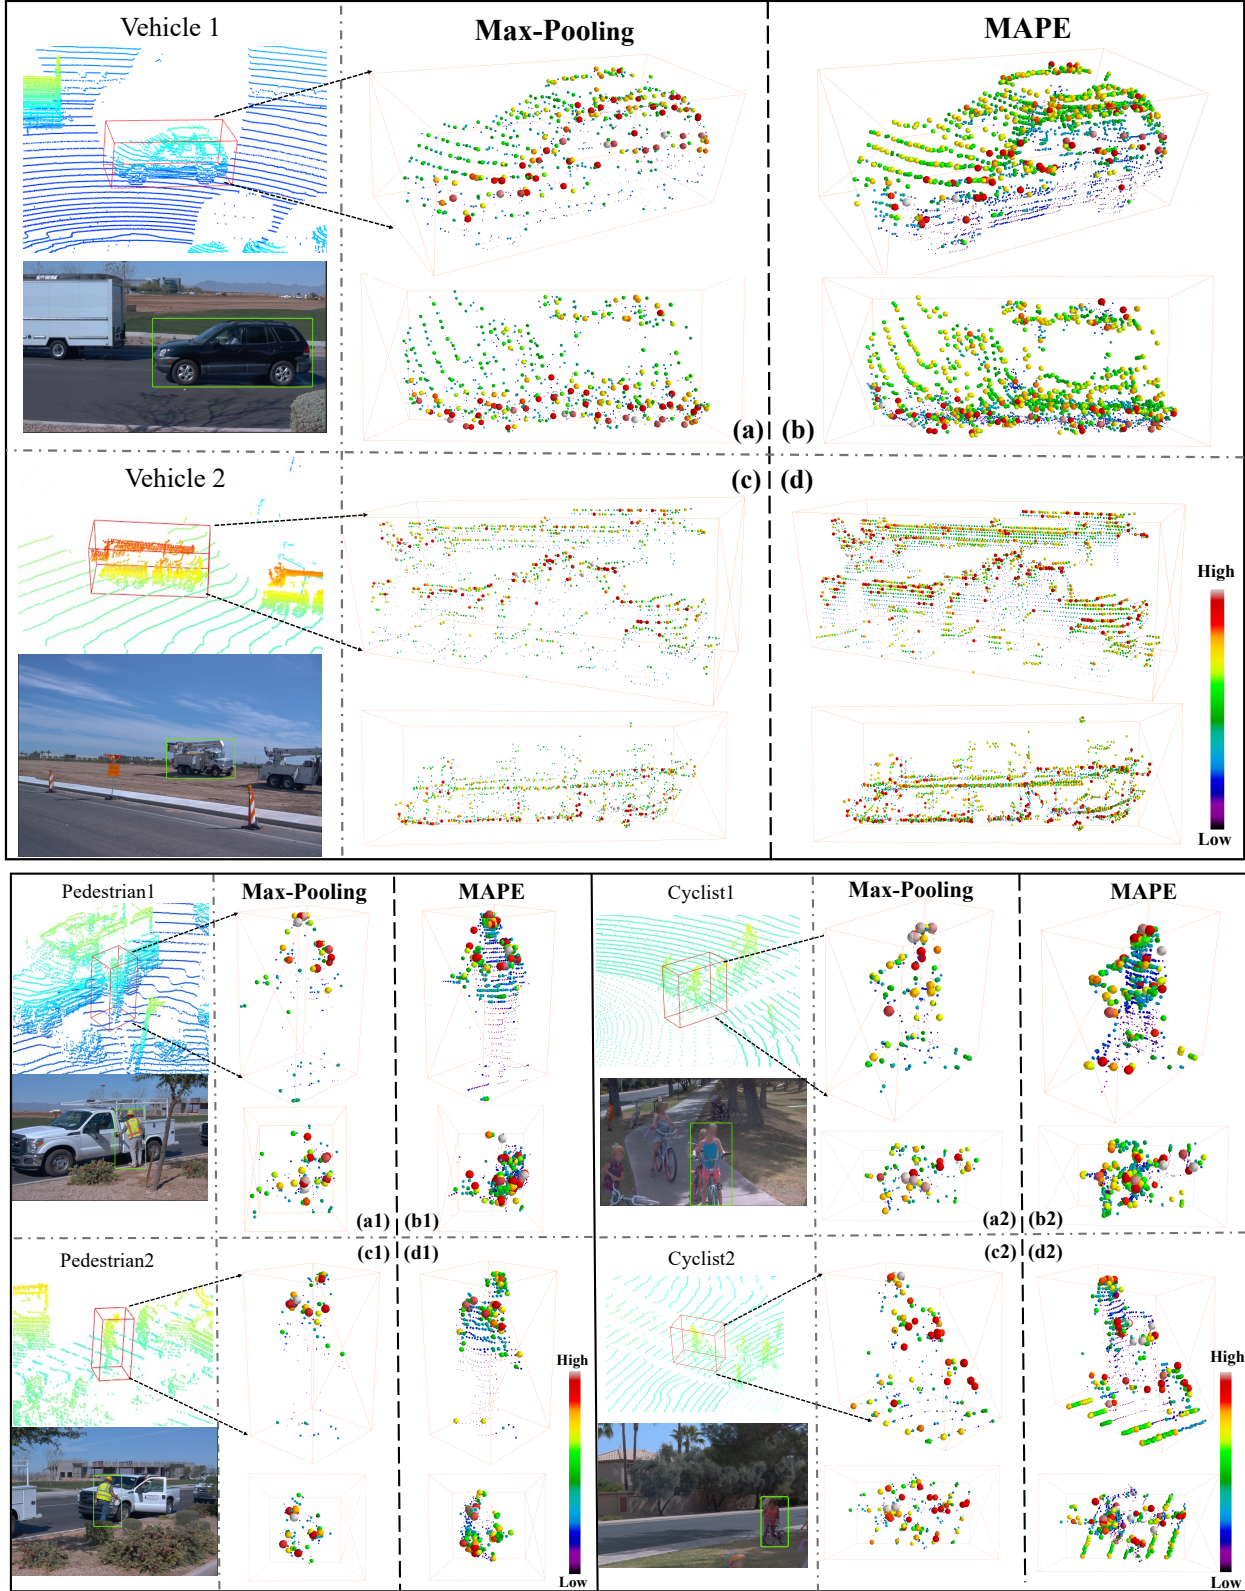 Vehicle 1
Max-Pooling
MAPE
(a)
(b)
Vehicle 2
(c)
(d)
High
Low
Pedestrian1
Max-Pooling
MAPE
Cyclist1
Max-Pooling
MAPE
(a1)
(b1)
(a2)
(b2)
Pedestrian2
(c1)
(d1)
Cyclist2
(c2)
(d2)
High
Low
High
Low